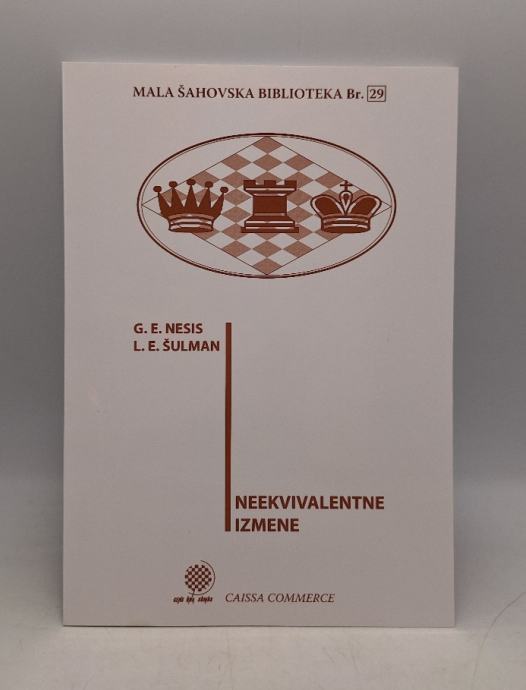 MALA ŠAHOVSKA BIBLIOTEKA Br. 29
G. E. NESIS
L. E. ŠULMAN
NEEKVIVALENTNE
IZMENE
CAISSA COMMERCE